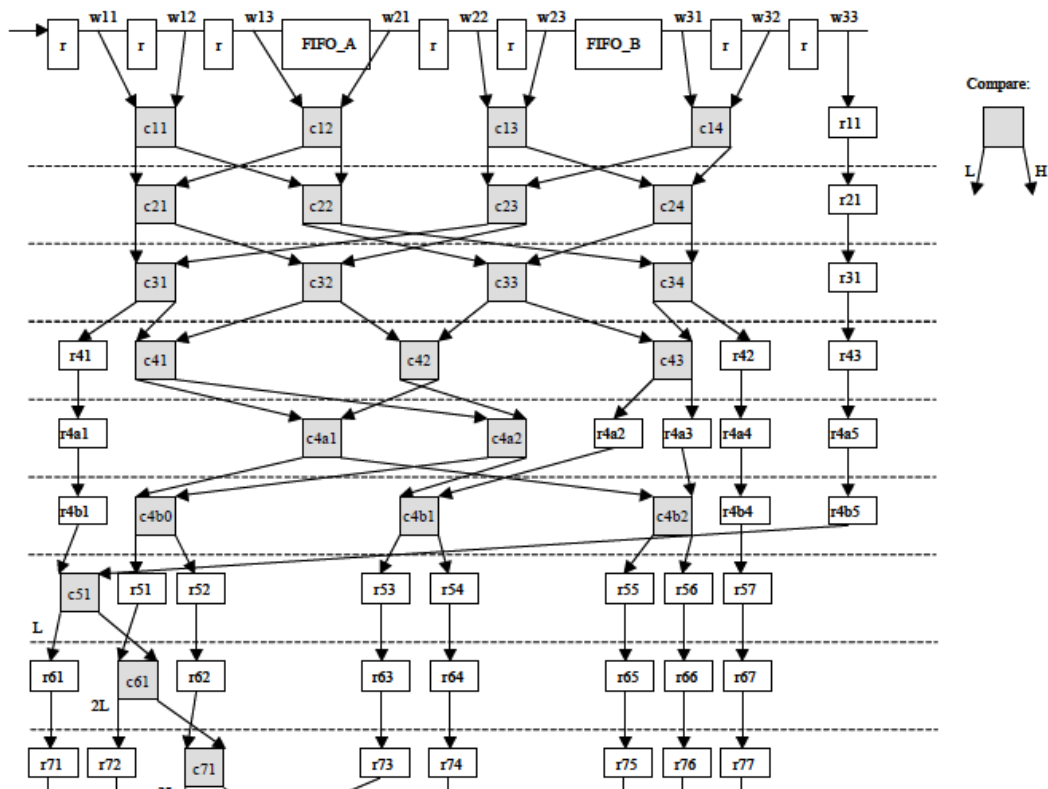 w11 w12 w13 w21 w22 w23 w31 w32 w33
r r r FIFO_A r r FIFO_B r r
Compare:
c11 c12 c13 c14 r11
L H
c21 c22 c23 c24 r21
c31 c32 c33 c34 r31
r41 c41 c42 c43 r42 r43
r4a1 c4a1 c4a2 r4a2 r4a3 r4a4 r4a5
r4b1 c4b0 c4b1 c4b2 r4b4 r4b5
c51 r51 r52 r53 r54 r55 r56 r57
L
r61 c61 r62 r63 r64 r65 r66 r67
2L
r71 r72 c71 r73 r74 r75 r76 r77